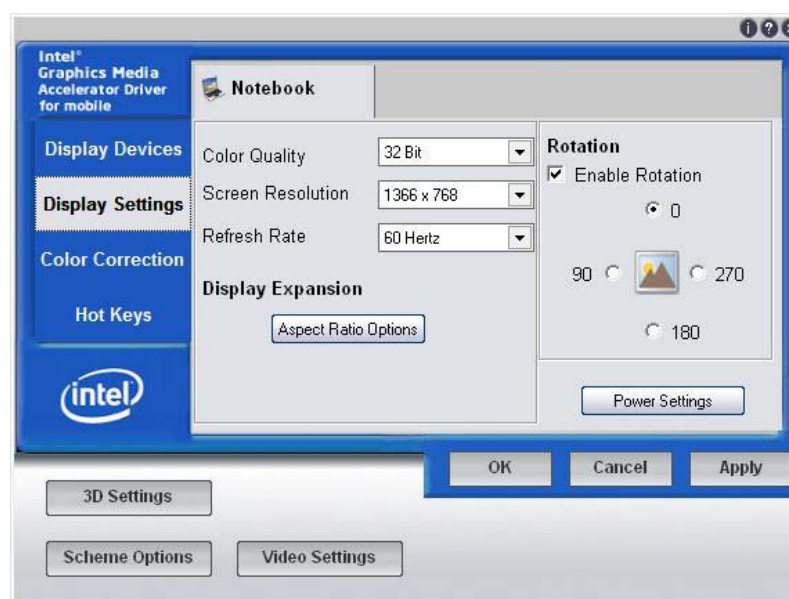 Intel®
Graphics Media
Accelerator Driver
for mobile
Notebook
Display Devices
Display Settings
Color Correction
Hot Keys
intel
Color Quality
32 Bit
Screen Resolution
1366 x 768
Refresh Rate
60 Hertz
Display Expansion
Aspect Ratio Options
Rotation
Enable Rotation
0
90
270
180
Power Settings
OK
Cancel
Apply
3D Settings
Scheme Options
Video Settings